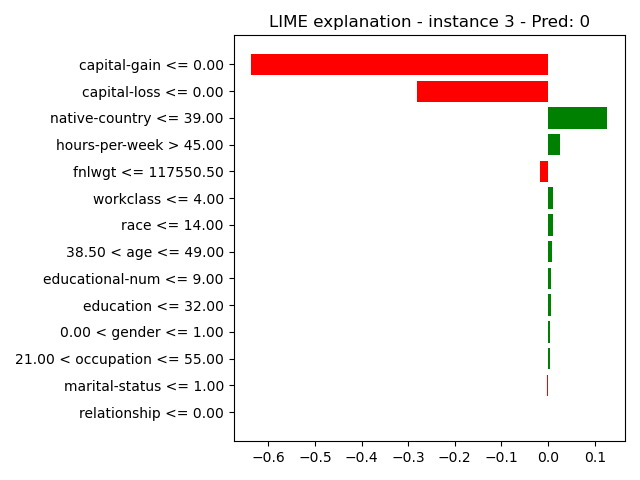 LIME explanation - instance 3 - Pred: 0
capital-gain <= 0.00
capital-loss <= 0.00
native-country <= 39.00
hours-per-week > 45.00
fnlwgt <= 117550.50
workclass <= 4.00
race <= 14.00
38.50 < age <= 49.00
educational-num <= 9.00
education <= 32.00
0.00 < gender <= 1.00
21.00 < occupation <= 55.00
marital-status <= 1.00
relationship <= 0.00
−0.6 −0.5 −0.4 −0.3 −0.2 −0.1 0.0 0.1